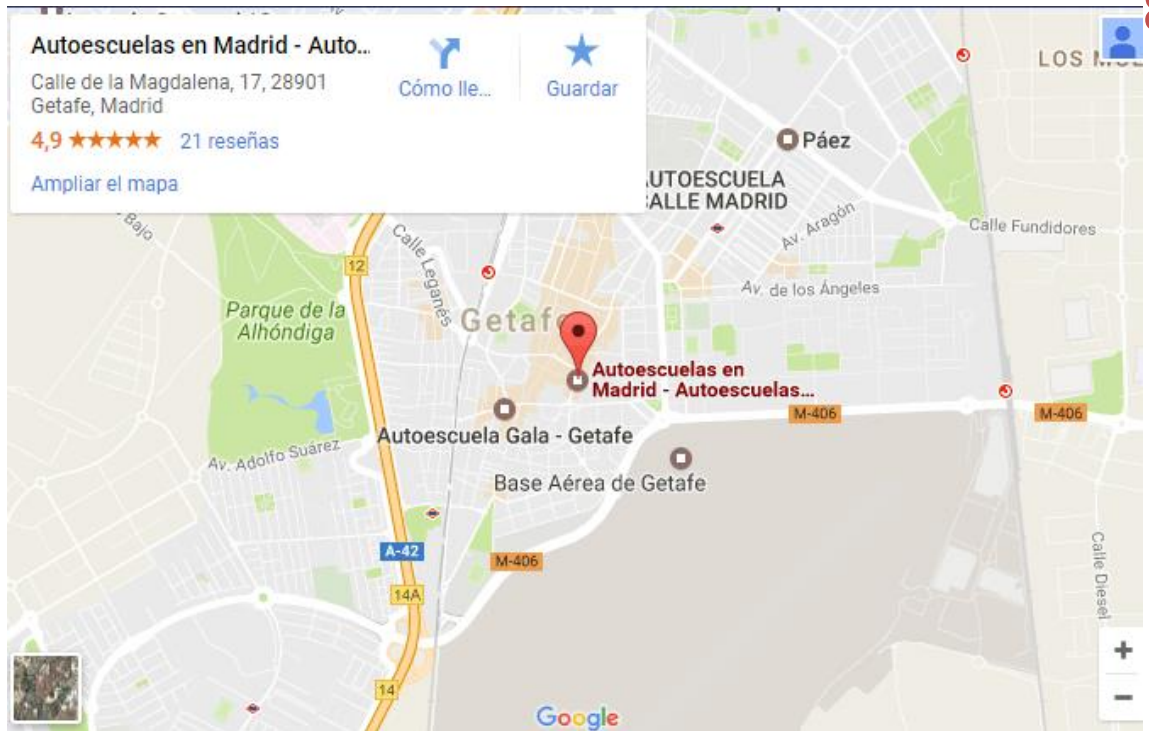 Autoescuelas en Madrid - Auto...
Calle de la Magdalena, 17, 28901
Getafe, Madrid
4,9 ★★★★★ 21 reseñas
Ampliar el mapa
Cómo lle...
Guardar
LOS
Páez
AUTOESCUELA
CALLE MADRID
Av. Aragón
Calle Fundidores
Bajo
12
Calle Leganés
Av. de los Ángeles
Parque de la
Alhóndiga
Getafe
Autoescuelas en
Madrid - Autoescuelas...
M-406
M-406
Autoescuela Gala - Getafe
Av. Adolfo Suárez
Base Aérea de Getafe
A-42
M-406
Calle Diesel
14A
14
+
−
Google